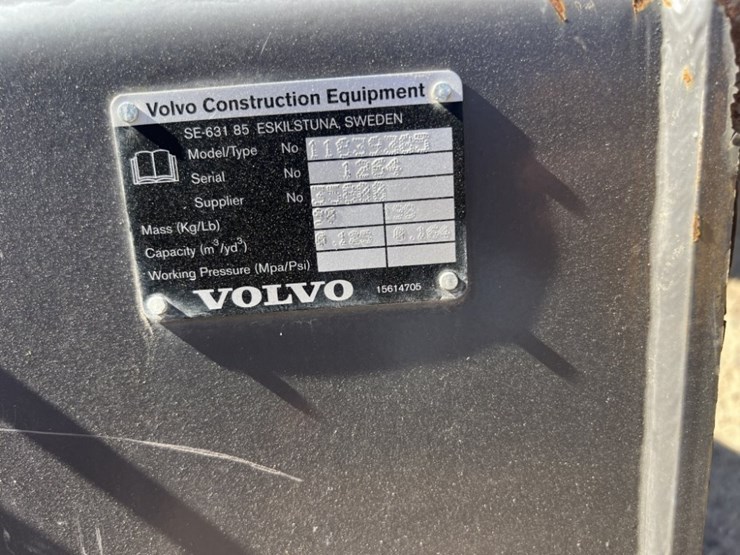 Volvo Construction Equipment
SE-631 85 ESKILSTUNA, SWEDEN
Model/Type No
Serial No 1264
Supplier No
Mass (Kg/Lb)
Capacity (m³/yd³)
Working Pressure (Mpa/Psi)
VOLVO 15614705